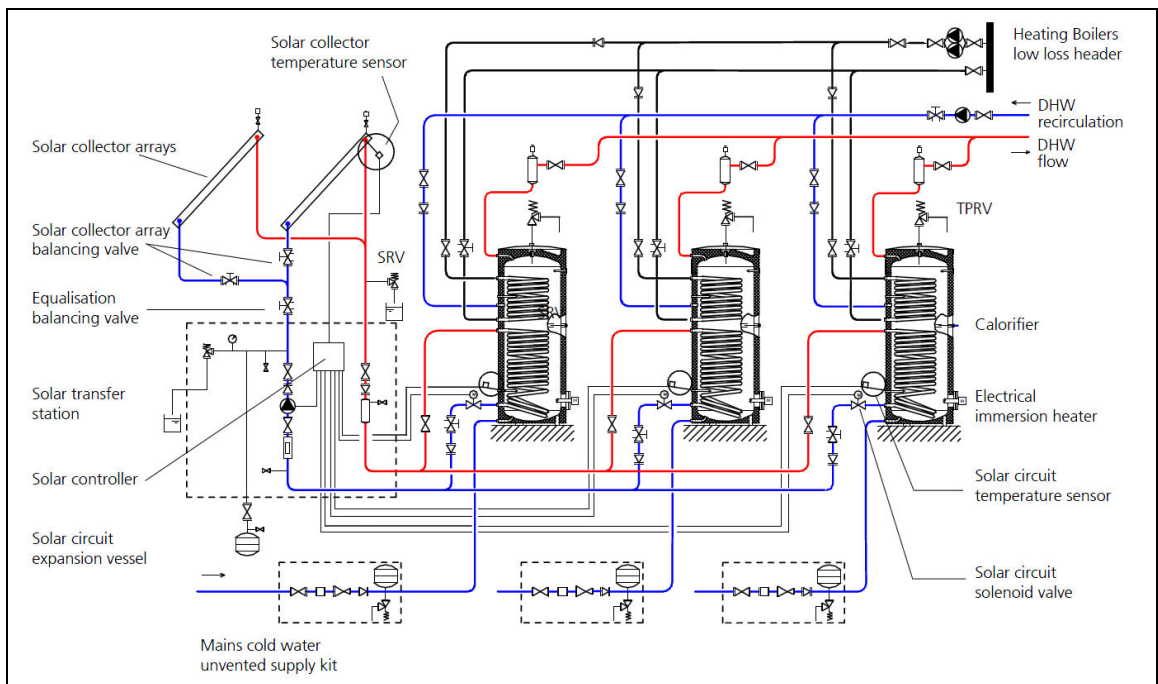 Solar collector
temperature sensor
Heating Boilers
low loss header
DHW
recirculation
DHW
flow
Solar collector arrays
Solar collector array
balancing valve
SRV
TPRV
Equalisation
balancing valve
SRV
Calorifier
Solar transfer
station
Electrical
immersion heater
Solar controller
Solar circuit
temperature sensor
Solar circuit
expansion vessel
Solar circuit
solenoid valve
Mains cold water
unvented supply kit